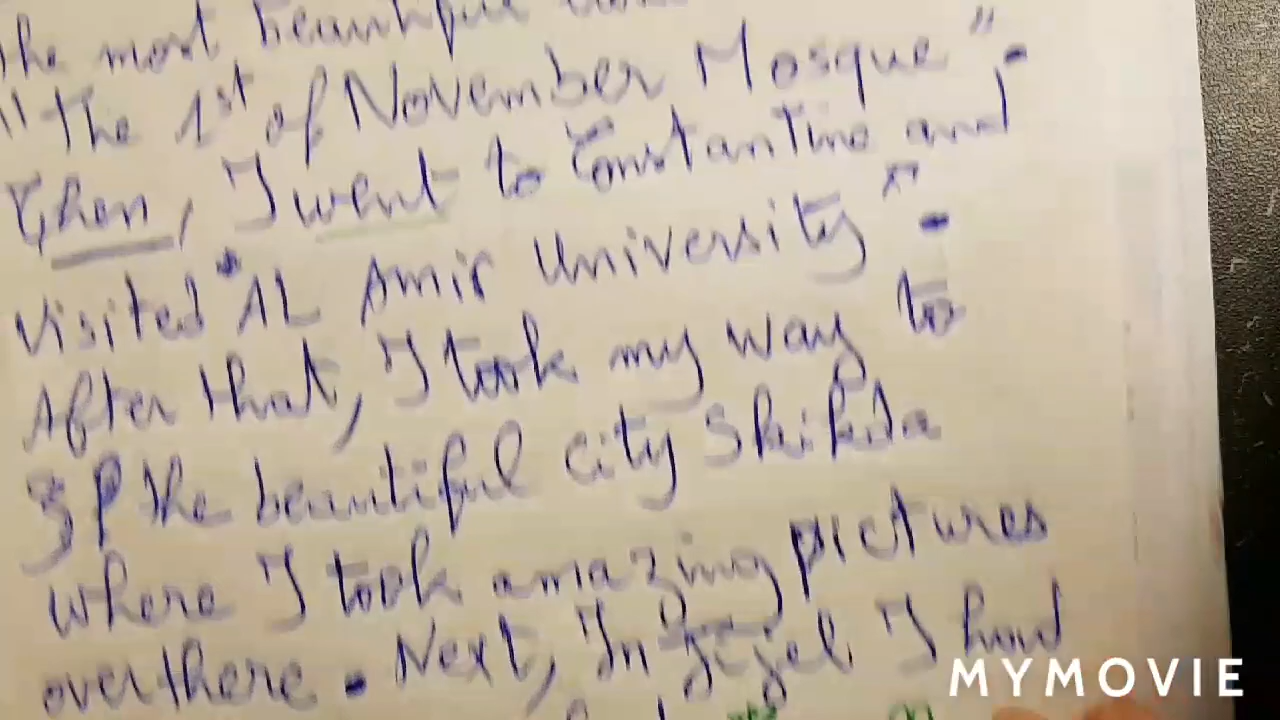 the most beautiful
"The 1st of November Mosque".
Then, I went to Constantine and
visited "AL Amir University".
After that, I took my way to
the beautiful city Skikda
where I took amazing pictures
over there. Next, In Jijel I had
MYMOVIE